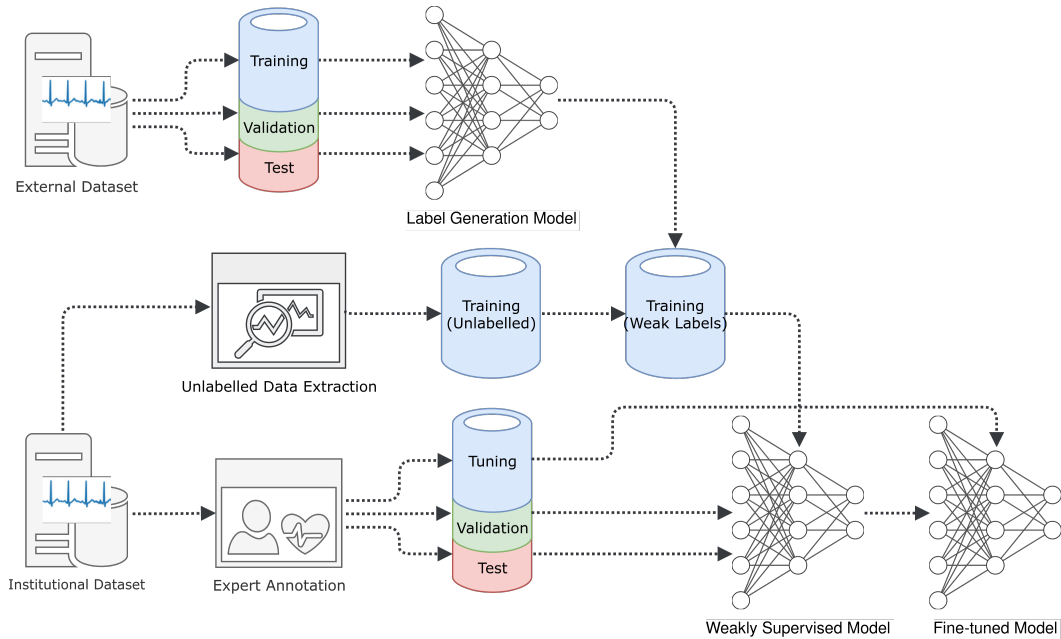 Training
Validation
Test
External Dataset
Label Generation Model
Training
(Unlabelled)
Training
(Weak Labels)
Unlabelled Data Extraction
Tuning
Validation
Test
Institutional Dataset
Expert Annotation
Weakly Supervised Model
Fine-tuned Model